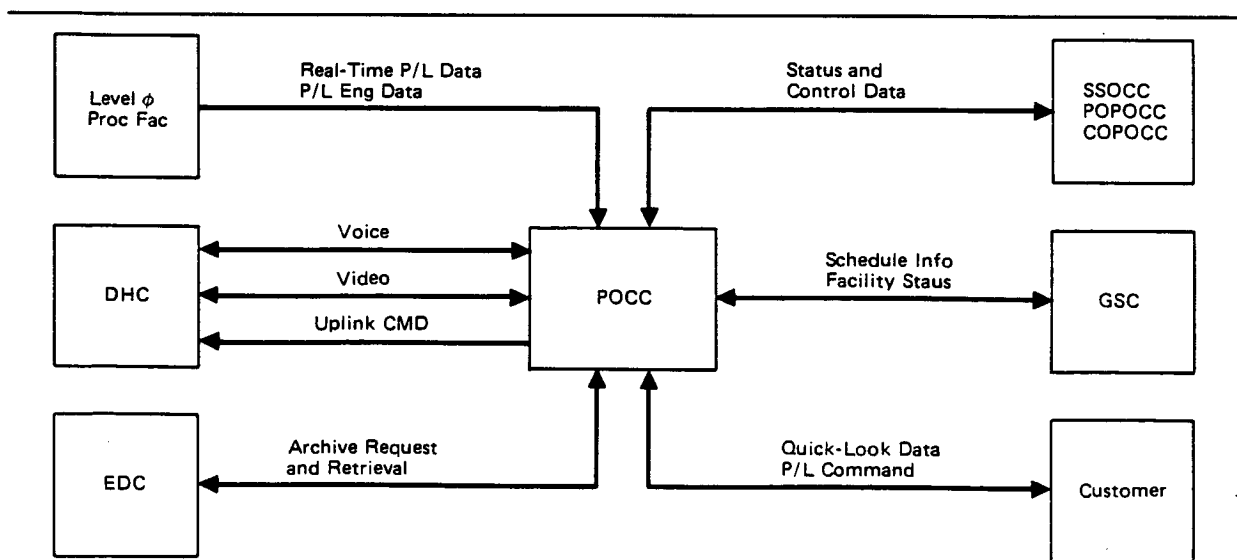 Level φ
Proc Fac
Real-Time P/L Data
P/L Eng Data
Status and
Control Data
SSOCC
POPOCC
COPOCC
DHC
Voice
Video
Uplink CMD
POCC
Schedule Info
Facility Staus
GSC
EDC
Archive Request
and Retrieval
Quick-Look Data
P/L Command
Customer